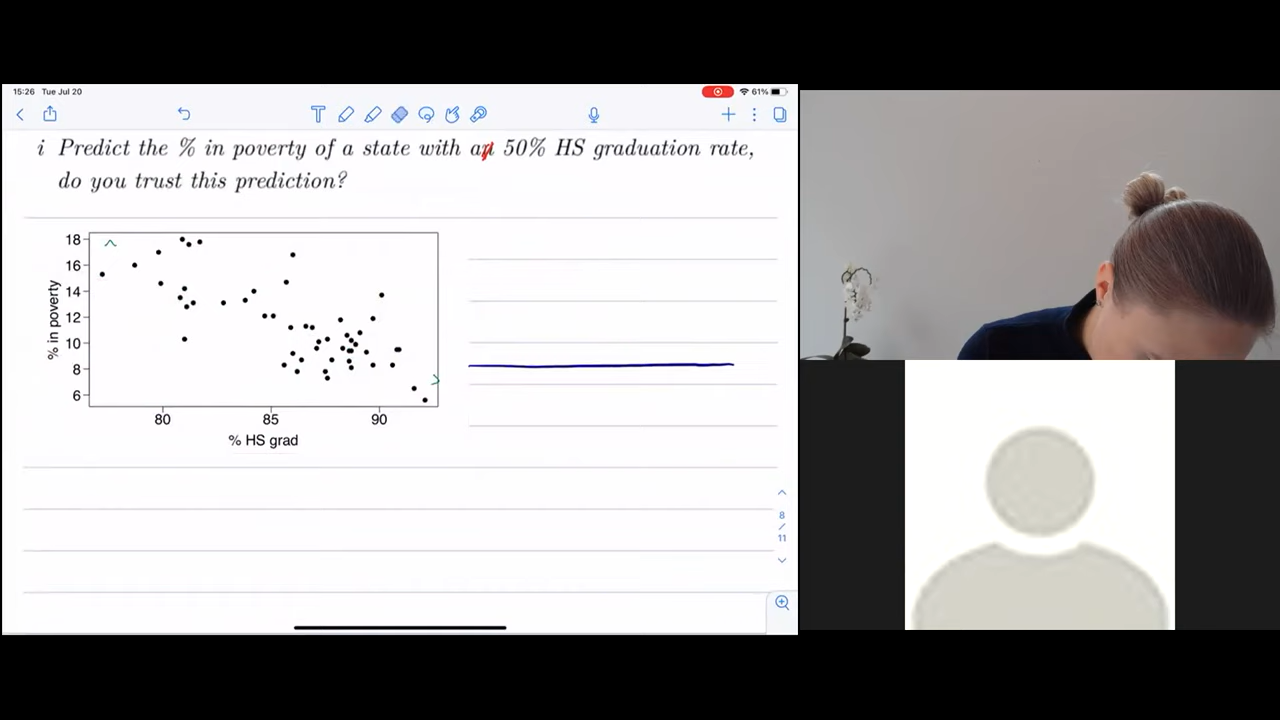 15:26 Tue Jul 20
61%
T
i Predict the % in poverty of a state with an 50% HS graduation rate,
do you trust this prediction?
18
16
14
12
10
8
6
% in poverty
80 85 90
% HS grad
8
/
11